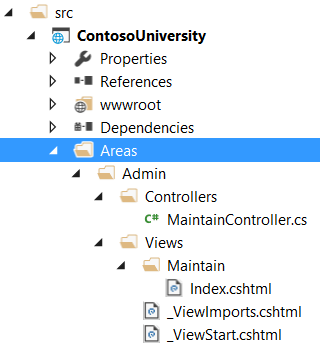 src
ContosoUniversity
Properties
References
wwwroot
Dependencies
Areas
Admin
Controllers
C# MaintainController.cs
Views
Maintain
Index.cshtml
_ViewImports.cshtml
_ViewStart.cshtml